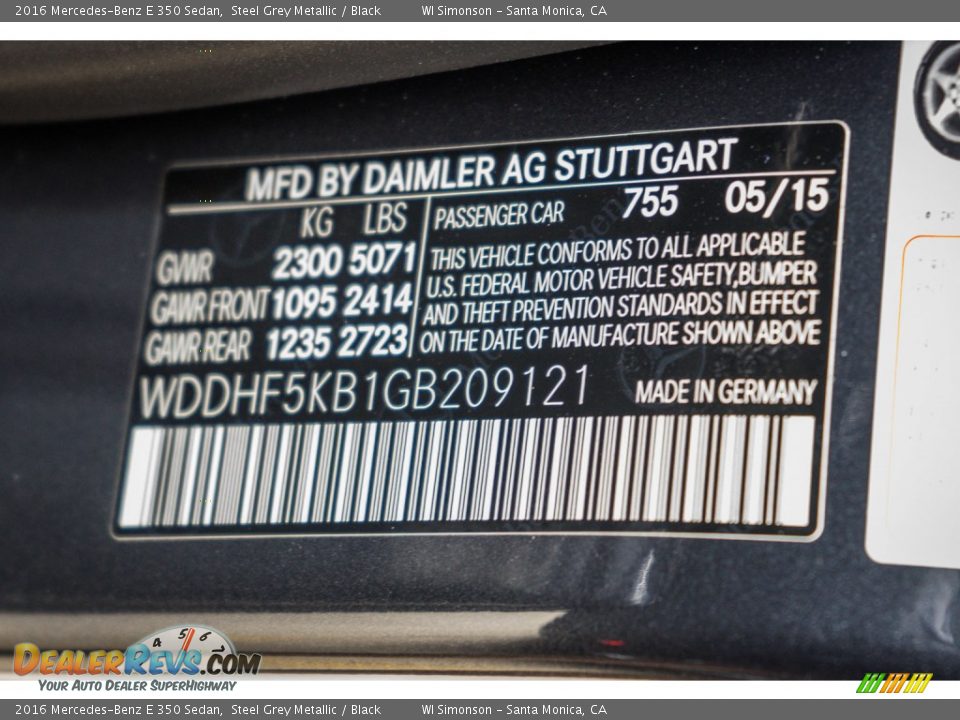 2016 Mercedes-Benz E 350 Sedan, Steel Grey Metallic / Black WI Simonson - Santa Monica, CA
MFD BY DAIMLER AG STUTTGART
KG LBS
GVWR 2300 5071
GAWR FRONT 1095 2414
GAWR REAR 1235 2723
PASSENGER CAR 755 05/15
THIS VEHICLE CONFORMS TO ALL APPLICABLE
U.S. FEDERAL MOTOR VEHICLE SAFETY,BUMPER
AND THEFT PREVENTION STANDARDS IN EFFECT
ON THE DATE OF MANUFACTURE SHOWN ABOVE
WDDHF5KB1GB209121 MADE IN GERMANY
4 5 6 7
DEALERREVS.COM
YOUR AUTO DEALER SUPERHIGHWAY
2016 Mercedes-Benz E 350 Sedan, Steel Grey Metallic / Black WI Simonson - Santa Monica, CA